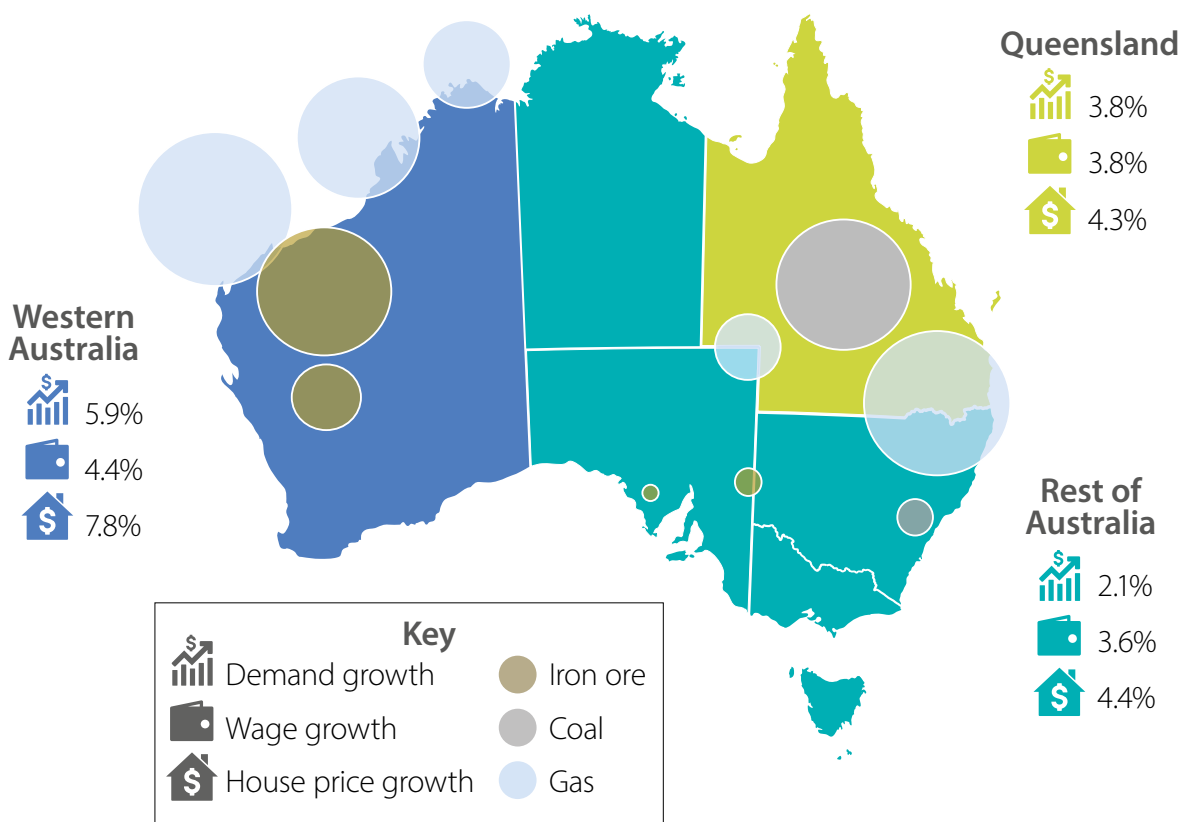 Queensland
3.8%
3.8%
4.3%
Western
Australia
5.9%
4.4%
7.8%
Rest of
Australia
2.1%
3.6%
4.4%
Key
Demand growth
Wage growth
House price growth
Iron ore
Coal
Gas